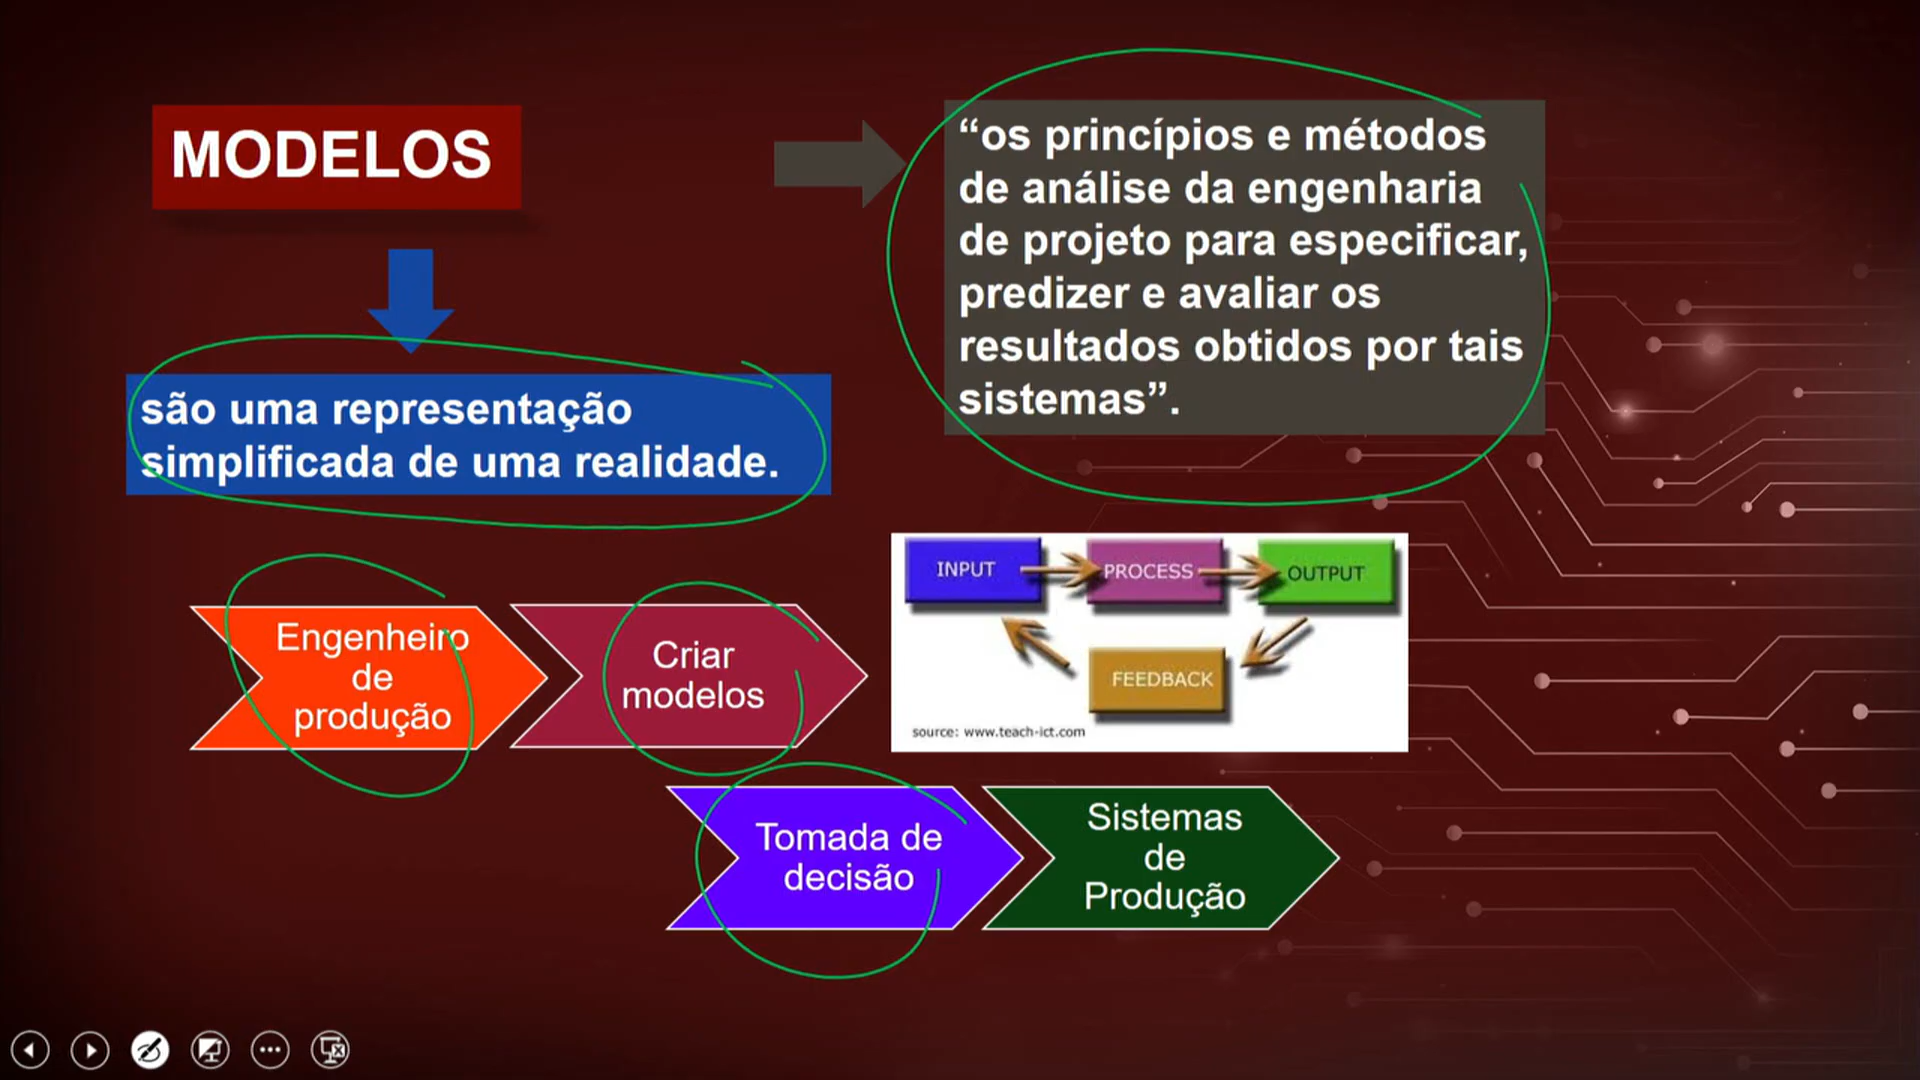 MODELOS
“os princípios e métodos
de análise da engenharia
de projeto para especificar,
predizer e avaliar os
resultados obtidos por tais
sistemas”.
são uma representação
simplificada de uma realidade.
Engenheiro
de
produção
Criar
modelos
INPUT
PROCESS
OUTPUT
FEEDBACK
source: www.teach-ict.com
Tomada de
decisão
Sistemas
de
Produção